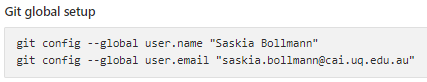 Git global setup
git config --global user.name "Saskia Bollmann"
git config --global user.email "saskia.bollmann@cai.uq.edu.au"